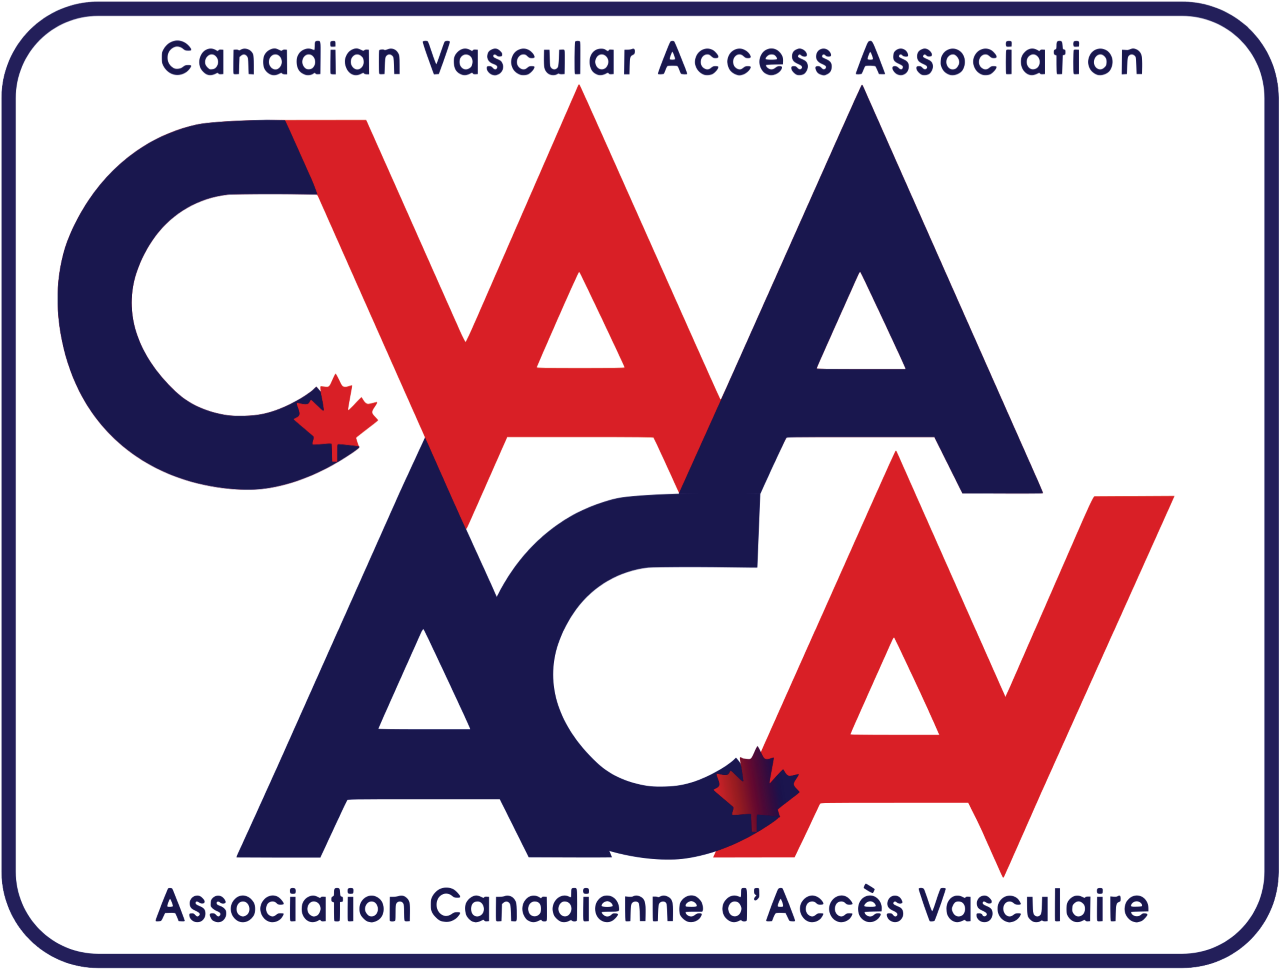 Canadian Vascular Access Association
CVAA
ACAV
Association Canadienne d’Accès Vasculaire